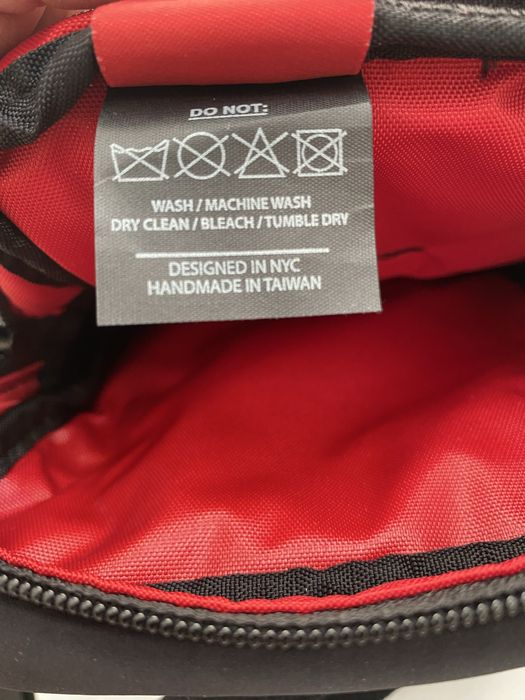 DO NOT:
WASH / MACHINE WASH
DRY CLEAN / BLEACH / TUMBLE DRY
DESIGNED IN NYC
HANDMADE IN TAIWAN